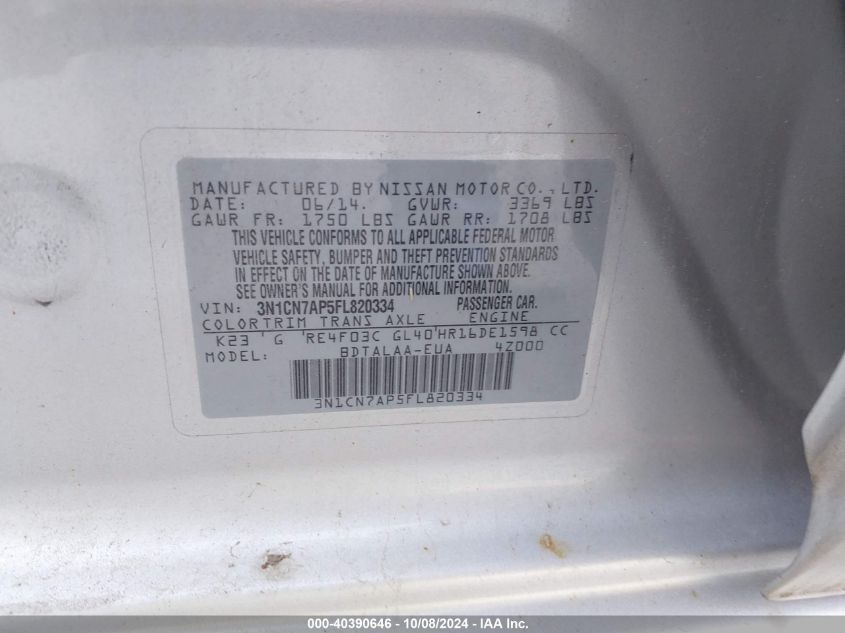 MANUFACTURED BY NISSAN MOTOR CO., LTD.
DATE: 06/14. GVWR: 3369 LBS
GAWR FR: 1750 LBS GAWR RR: 1708 LBS
THIS VEHICLE CONFORMS TO ALL APPLICABLE FEDERAL MOTOR
VEHICLE SAFETY, BUMPER AND THEFT PREVENTION STANDARDS
IN EFFECT ON THE DATE OF MANUFACTURE SHOWN ABOVE.
SEE OWNER'S MANUAL FOR ADDITIONAL INFORMATION.
VIN: 3N1CN7AP5FL820334 PASSENGER CAR.
COLORTRIM TRANS AXLE ENGINE
K23 'G 'RE4F03C GL40'HR16DE1598 CC
MODEL: BDTALAA-EUA 4Z000
3N1CN7AP5FL820334
000-40390646 - 10/08/2024 - IAA Inc.